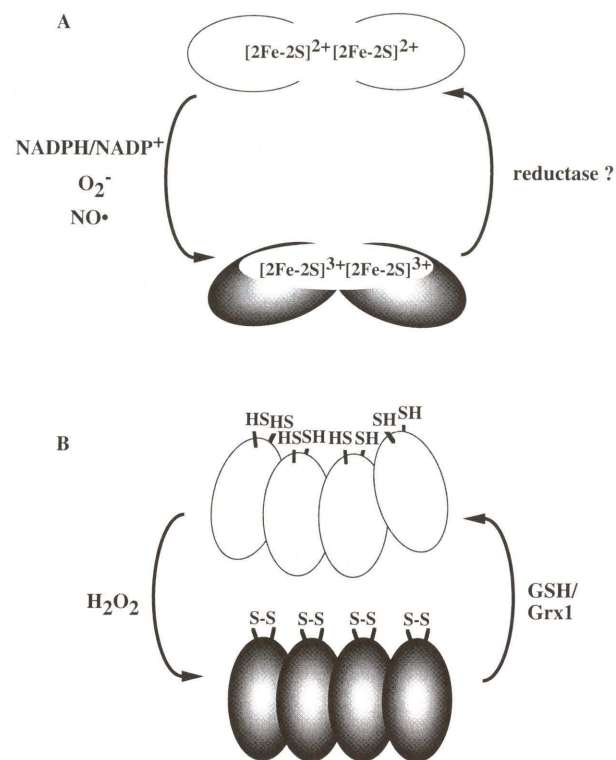 A
[2Fe-2S]2+[2Fe-2S]2+
NADPH/NADP+
O2-
NO•
reductase ?
[2Fe-2S]3+[2Fe-2S]3+
B
HS HS HS SH HS SH SH SH
H2O2
GSH/
Grx1
S-S S-S S-S S-S